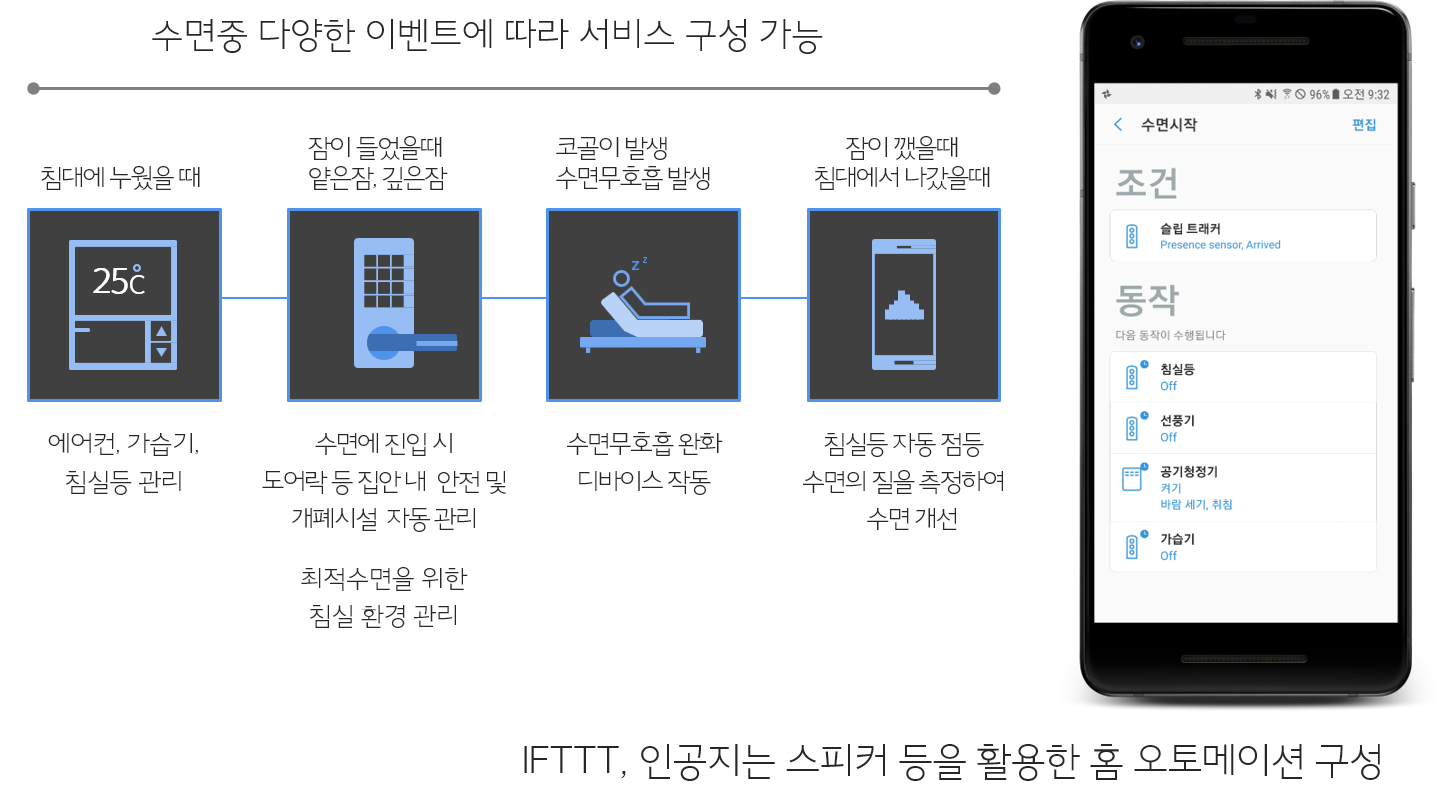 수면중 다양한 이벤트에 따라 서비스 구성 가능
침대에 누웠을 때
25c
에어컨, 가습기,
침실등 관리
잠이 들었을때
얕은잠, 깊은잠
수면에 진입 시
도어락 등 집안 내 안전 및
개폐시설 자동 관리
최적수면을 위한
침실 환경 관리
코골이 발생
수면무호흡 발생
z z
수면무호흡 완화
디바이스 작동
잠이 깼을때
침대에서 나갔을때
침실등 자동 점등
수면의 질을 측정하여
수면 개선
96% 오전 9:32
수면시작 편집
조건
슬립 트래커
Presence sensor, Arrived
동작
다음 동작이 수행됩니다
침실등
Off
선풍기
Off
공기청정기
켜기
바람 세기, 취침
가습기
Off
IFTTT, 인공지는 스피커 등을 활용한 홈 오토메이션 구성